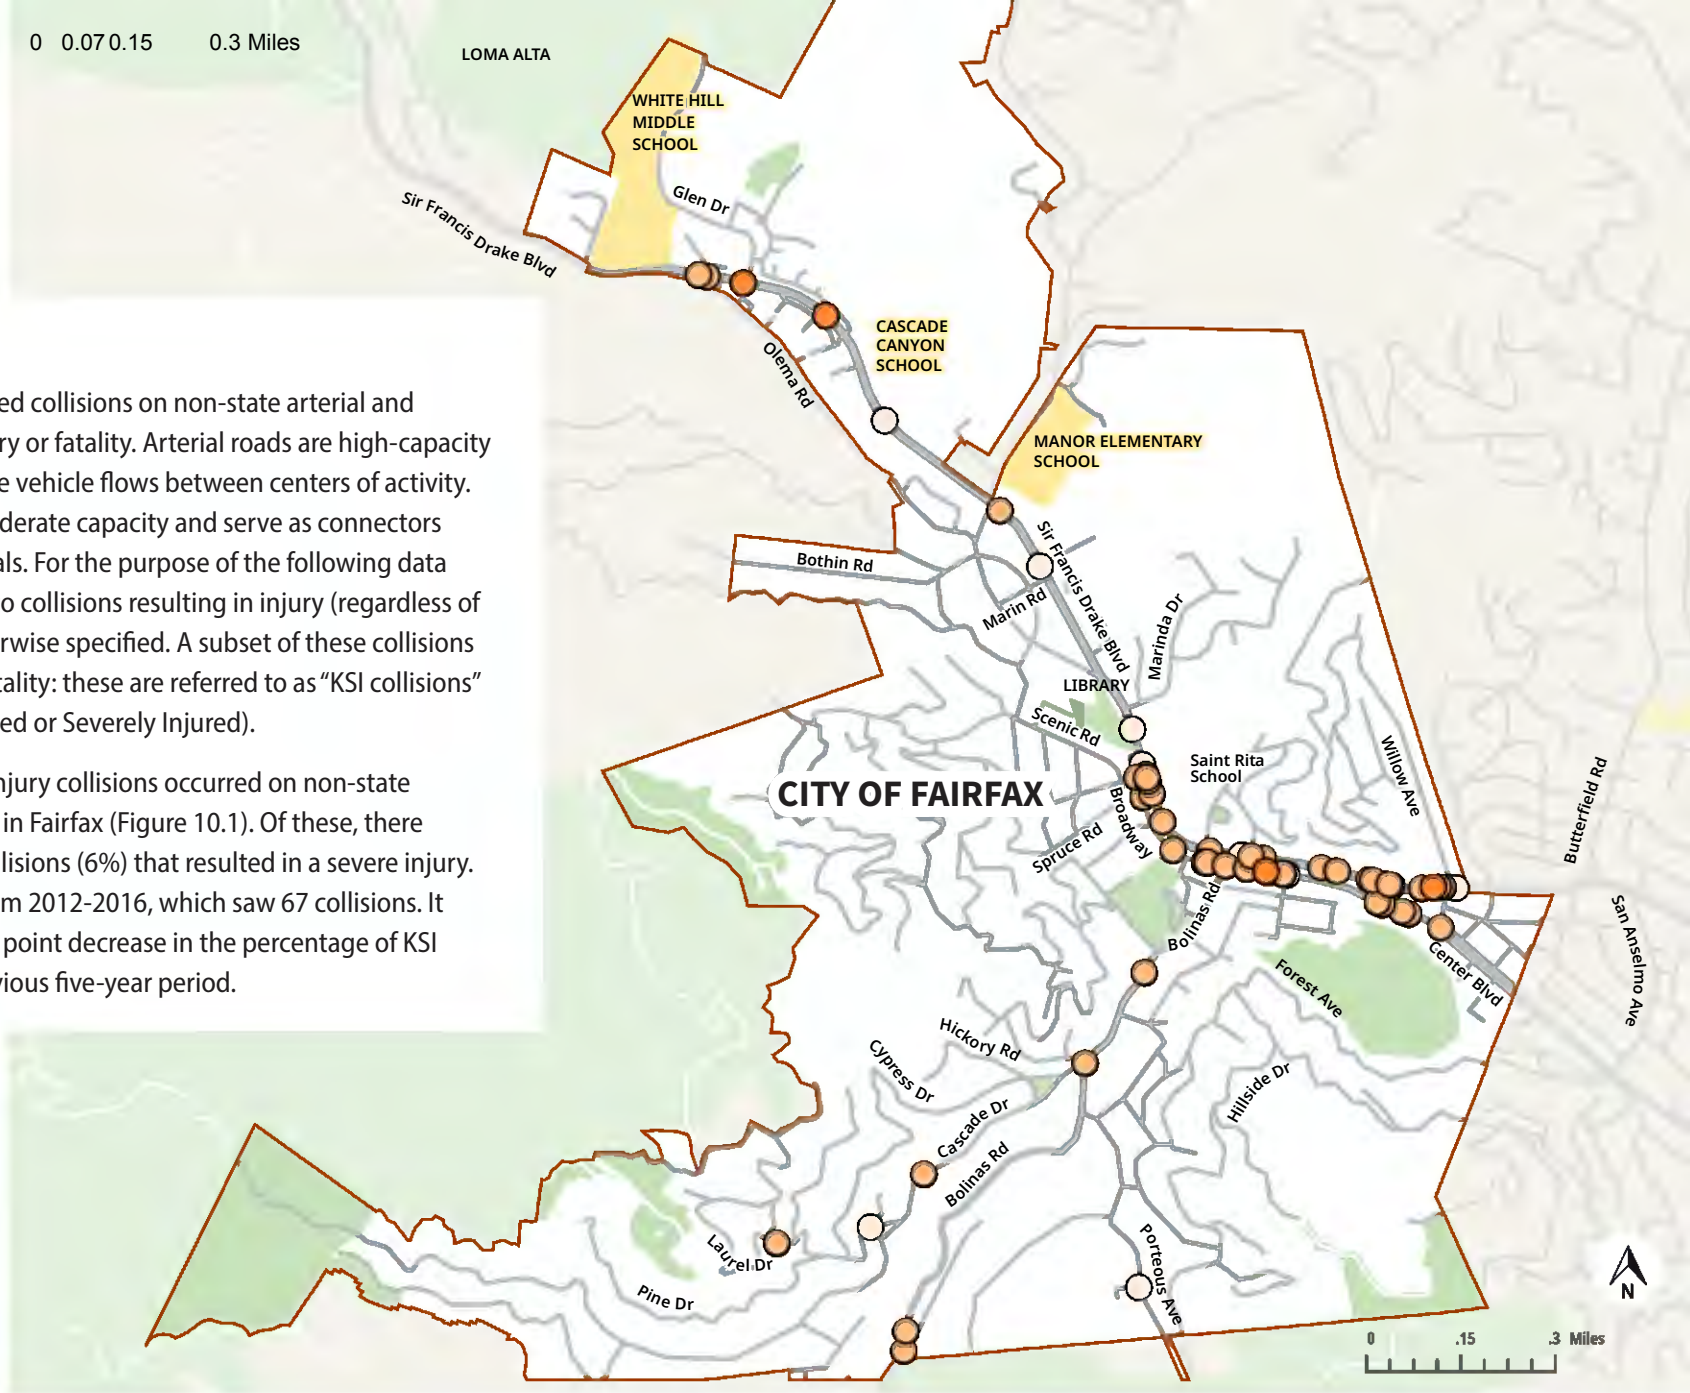 0 0.07 0.15 0.3 Miles
LOMA ALTA
WHITE HILL
MIDDLE
SCHOOL
Glen Dr
Sir Francis Drake Blvd
CASCADE
CANYON
SCHOOL
Olema Rd
MANOR ELEMENTARY
SCHOOL
ed collisions on non-state arterial and
ry or fatality. Arterial roads are high-capacity
e vehicle flows between centers of activity.
derate capacity and serve as connectors
als. For the purpose of the following data
o collisions resulting in injury (regardless of
rwise specified. A subset of these collisions
tality: these are referred to as “KSI collisions”
ed or Severely Injured).
njury collisions occurred on non-state
in Fairfax (Figure 10.1). Of these, there
llisions (6%) that resulted in a severe injury.
m 2012-2016, which saw 67 collisions. It
point decrease in the percentage of KSI
vious five-year period.
Bothin Rd
Sir Francis Drake Blvd
Marin Rd
Marinda Dr
LIBRARY
Scenic Rd
Saint Rita
School
CITY OF FAIRFAX
Broadway
Spruce Rd
Willow Ave
Butterfield Rd
Bolinas Rd
San Anselmo Ave
Center Blvd
Forest Ave
Hickory Rd
Cypress Dr
Hillside Dr
Cascade Dr
Bolinas Rd
Laurel Dr
Pine Dr
Porteous Ave
N
0 .15 .3 Miles